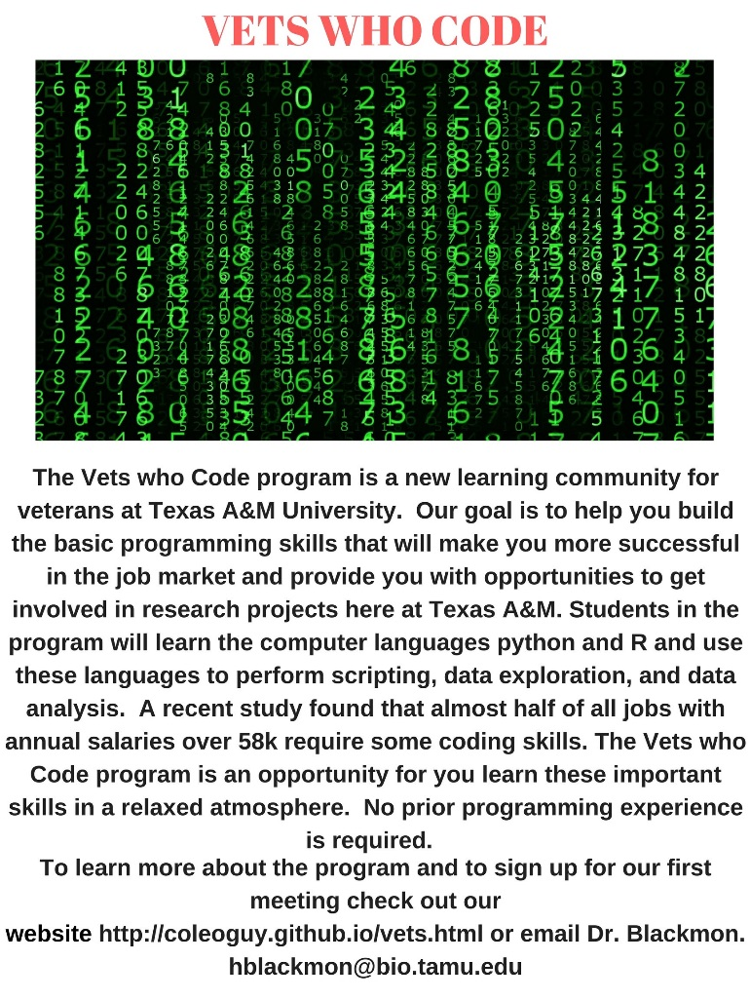 VETS WHO CODE
The Vets who Code program is a new learning community for
veterans at Texas A&M University.  Our goal is to help you build
the basic programming skills that will make you more successful
in the job market and provide you with opportunities to get
involved in research projects here at Texas A&M. Students in the
program will learn the computer languages python and R and use
these languages to perform scripting, data exploration, and data
analysis.  A recent study found that almost half of all jobs with
annual salaries over 58k require some coding skills. The Vets who
Code program is an opportunity for you learn these important
skills in a relaxed atmosphere.  No prior programming experience
is required.
To learn more about the program and to sign up for our first
meeting check out our
website http://coleoguy.github.io/vets.html or email Dr. Blackmon.
hblackmon@bio.tamu.edu